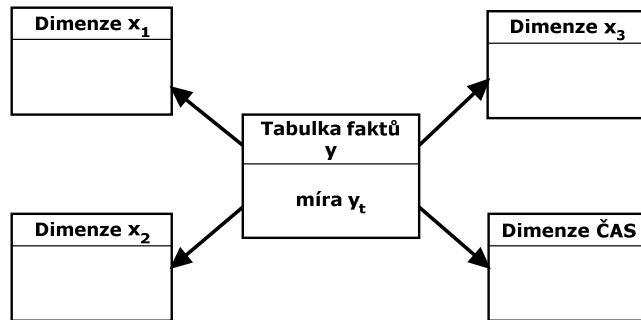 Dimenze x₁
Dimenze x₃
Tabulka faktů
y
míra yₜ
Dimenze x₂
Dimenze ČAS